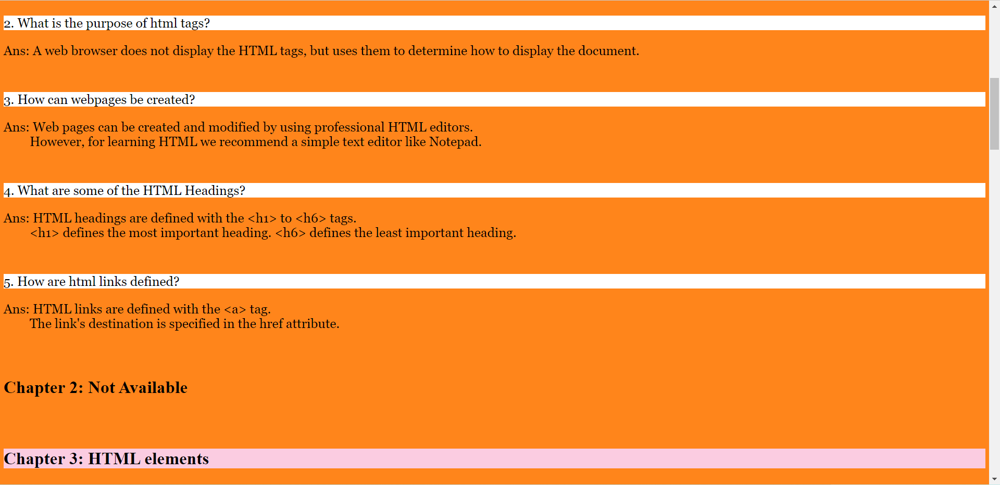 2. What is the purpose of html tags?
Ans: A web browser does not display the HTML tags, but uses them to determine how to display the document.
3. How can webpages be created?
Ans: Web pages can be created and modified by using professional HTML editors.
However, for learning HTML we recommend a simple text editor like Notepad.
4. What are some of the HTML Headings?
Ans: HTML headings are defined with the <h1> to <h6> tags.
<h1> defines the most important heading. <h6> defines the least important heading.
5. How are html links defined?
Ans: HTML links are defined with the <a> tag.
The link's destination is specified in the href attribute.
Chapter 2: Not Available
Chapter 3: HTML elements